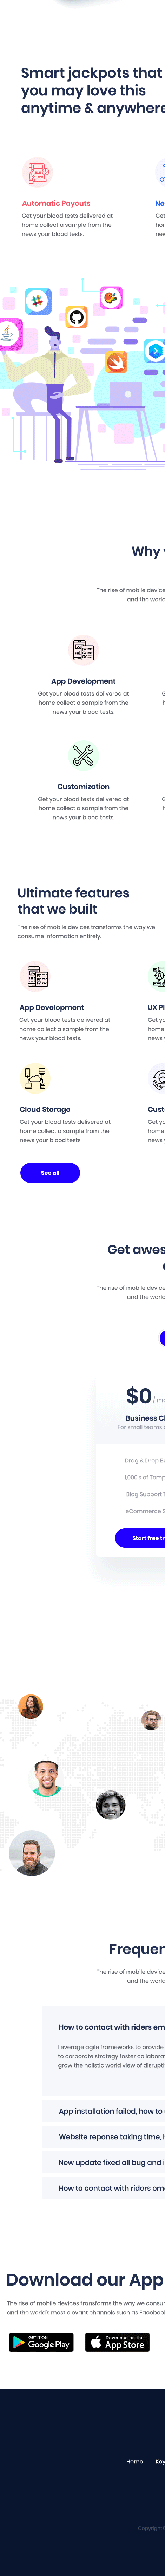 Smart jackpots that
you may love this
anytime & anywhere
Automatic Payouts
Get your blood tests delivered at
home collect a sample from the
news your blood tests.
Ne
Get
hom
new
Why
The rise of mobile devices
and the world
App Development
Get your blood tests delivered at
home collect a sample from the
news your blood tests.
Customization
Get your blood tests delivered at
home collect a sample from the
news your blood tests.
Ultimate features
that we built
The rise of mobile devices transforms the way we
consume information entirely.
App Development
Get your blood tests delivered at
home collect a sample from the
news your blood tests.
UX Pl
Get yo
home
news
Cloud Storage
Get your blood tests delivered at
home collect a sample from the
news your blood tests.
Custo
Get yo
home
news
See all
Get awes
The rise of mobile devices
and the world
$0 / mo
Business Cl
For small teams
Drag & Drop Bu
1,000's of Temp
Blog Support T
eCommerce S
Start free tr
Frequen
The rise of mobile devices
and the world
How to contact with riders em
Leverage agile frameworks to provide
to corporate strategy foster collabora
grow the holistic world view of disrupti
App installation failed, how to
Website reponse taking time, h
New update fixed all bug and i
How to contact with riders em
Download our App
The rise of mobile devices transforms the way we consum
and the world's most elevant channels such as Facebook
GET IT ON
Google Play
Download on the
App Store
Home Key
Copyright